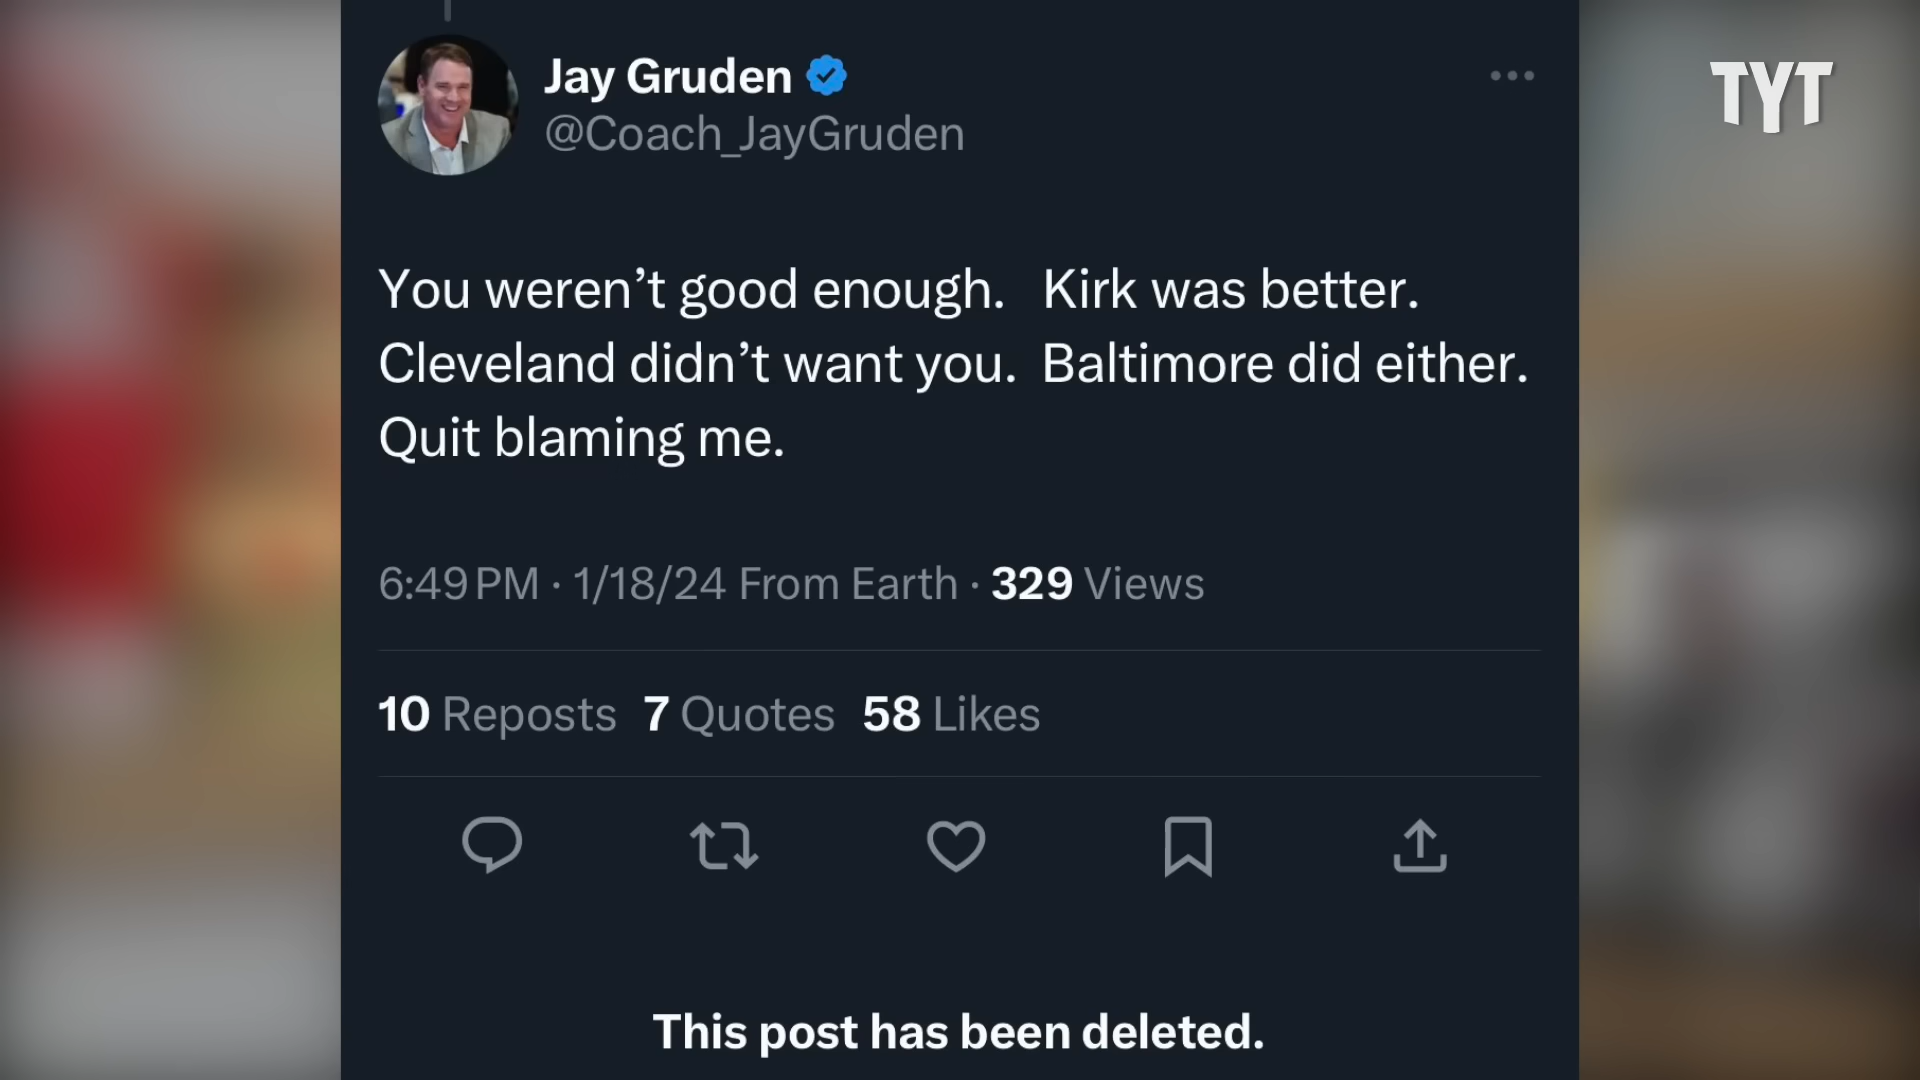 Jay Gruden
TYT
@Coach_JayGruden
You weren’t good enough.   Kirk was better.
Cleveland didn’t want you.  Baltimore did either.
Quit blaming me.
6:49 PM · 1/18/24 From Earth · 329 Views
10 Reposts 7 Quotes 58 Likes
This post has been deleted.